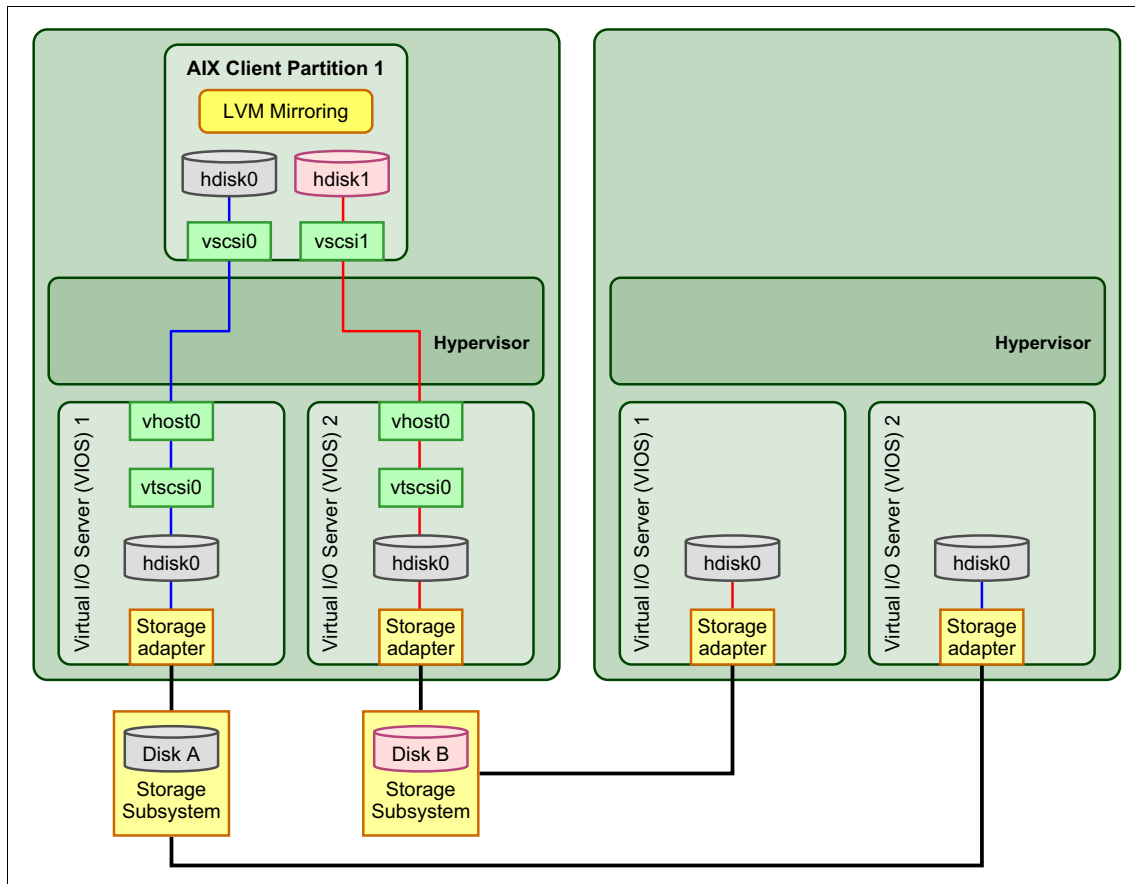 AIX Client Partition 1
LVM Mirroring
hdisk0
hdisk1
vscsi0
vscsi1
Hypervisor
Virtual I/O Server (VIOS) 1
vhost0
vtscsi0
hdisk0
Storage
adapter
Virtual I/O Server (VIOS) 2
vhost0
vtscsi0
hdisk0
Storage
adapter
Disk A
Storage
Subsystem
Disk B
Storage
Subsystem
Hypervisor
Virtual I/O Server (VIOS) 1
hdisk0
Storage
adapter
Virtual I/O Server (VIOS) 2
hdisk0
Storage
adapter